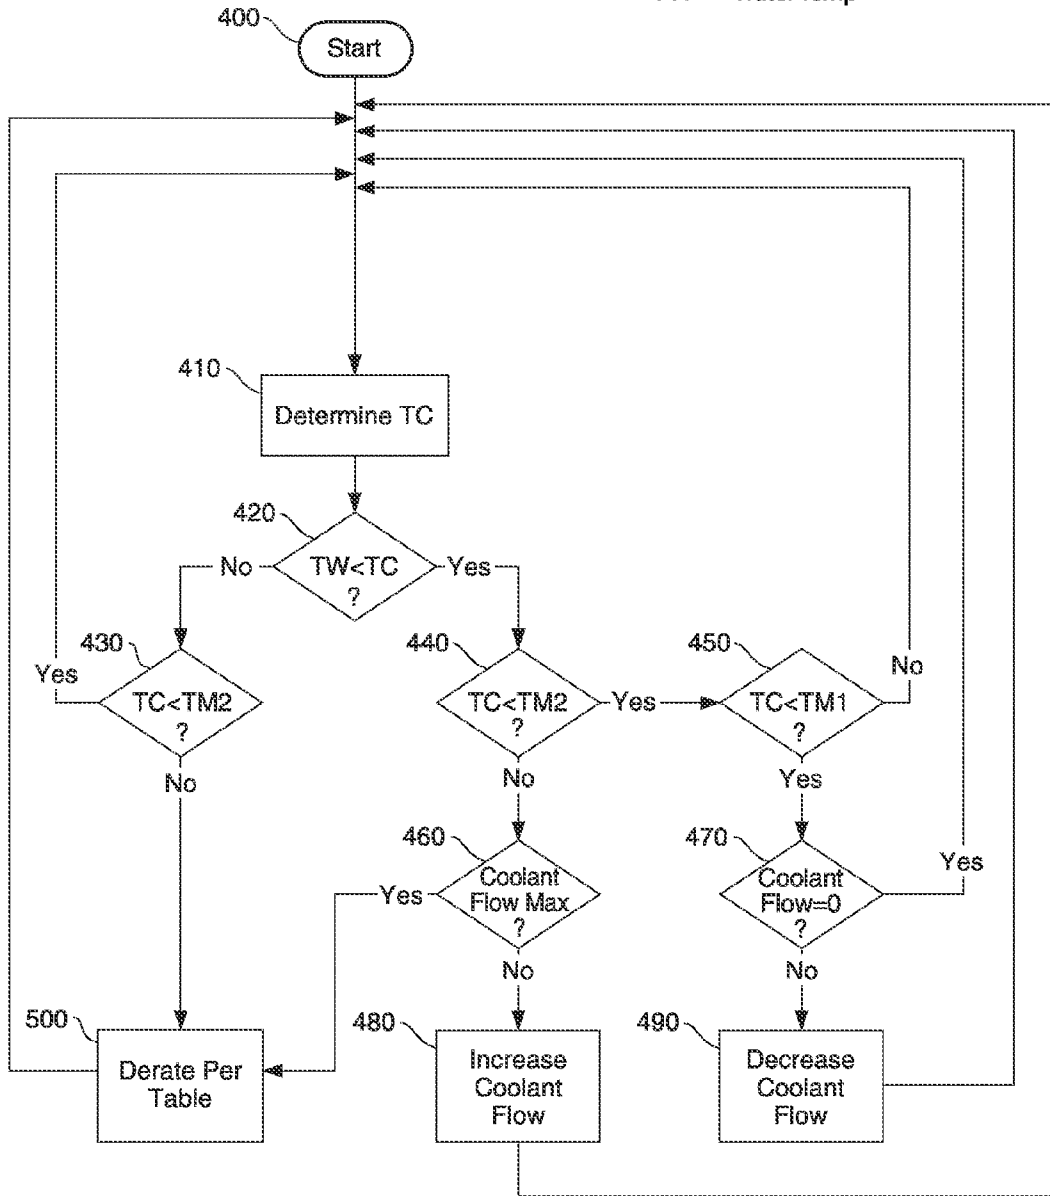 400
Start
410
Determine TC
420
TW<TC
?
No
Yes
430
TC<TM2
?
Yes
No
440
TC<TM2
?
Yes
No
450
TC<TM1
?
No
Yes
460
Coolant
Flow Max
?
Yes
No
470
Coolant
Flow=0
?
Yes
No
500
Derate Per
Table
480
Increase
Coolant
Flow
490
Decrease
Coolant
Flow